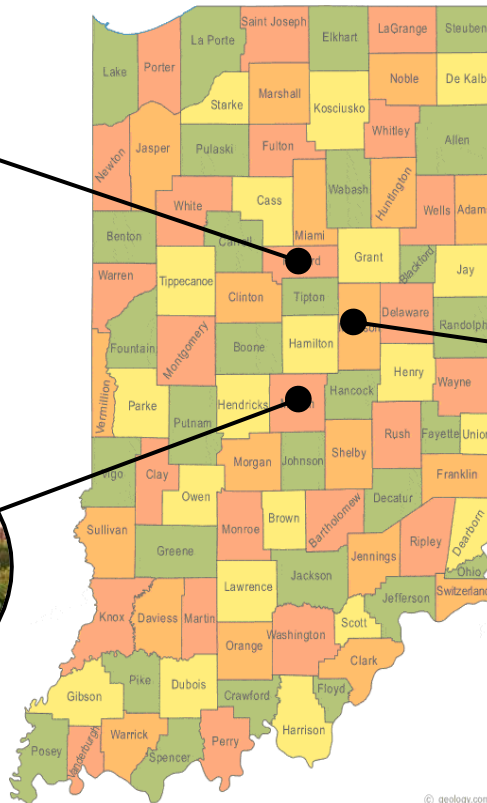 Saint Joseph
LaGrange
Steuben
Elkhart
La Porte
Porter
Lake
Noble
De Kalb
Marshall
Starke
Kosciusko
Whitley
Allen
Jasper
Pulaski
Fulton
Newton
Wabash
Huntington
White
Cass
Wells
Adam
Miami
Benton
Grant
Blackford
Jay
Warren
Tippecanoe
Clinton
Tipton
Delaware
Randolph
Montgomery
Boone
Hamilton
Fountain
Henry
Wayne
Hancock
Vermillion
Parke
Hendricks
Putnam
Rush
Fayette
Union
Shelby
Morgan
Johnson
Clay
Franklin
Owen
Decatur
Brown
Bartholomew
Dearborn
Sullivan
Monroe
Ripley
Greene
Jennings
Ohio
Jackson
Lawrence
Switzerland
Jefferson
Knox
Daviess
Martin
Scott
Washington
Orange
Clark
Pike
Dubois
Floyd
Gibson
Crawford
Harrison
Warrick
Perry
Posey
Vanderburgh
Spencer
© geology.com